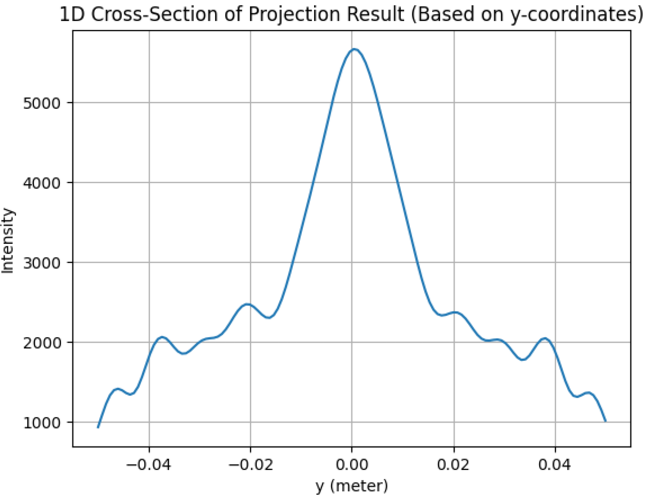 1D Cross-Section of Projection Result (Based on y-coordinates)
Intensity
5000
4000
3000
2000
1000
−0.04 −0.02 0.00 0.02 0.04
y (meter)